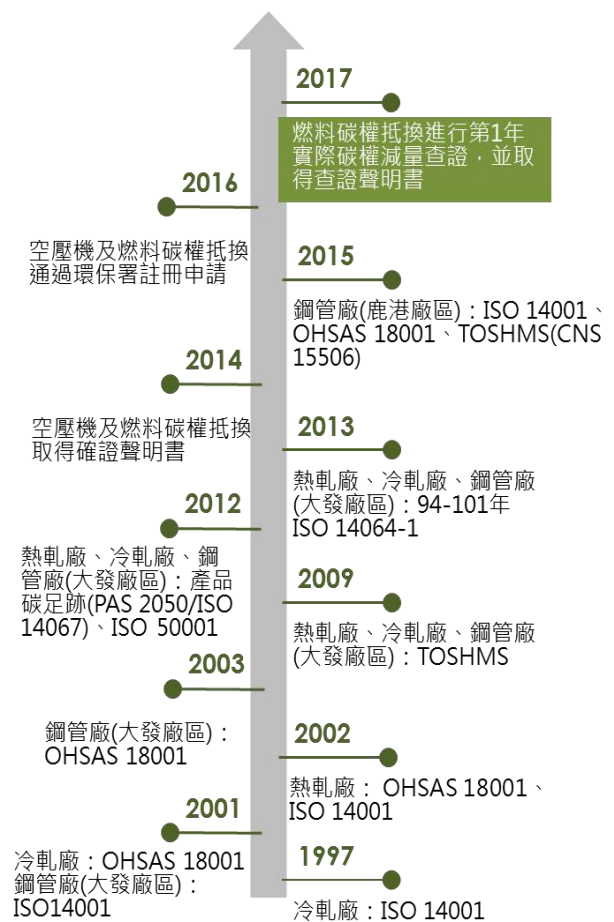 2017
燃料碳權抵換進行第1年
實際碳權減量查證，並取
得查證聲明書
2016
空壓機及燃料碳權抵換
通過環保署註冊申請
2015
鋼管廠(鹿港廠區)：ISO 14001、
OHSAS 18001、TOSHMS(CNS
15506)
2014
空壓機及燃料碳權抵換
取得確證聲明書
2013
熱軋廠、冷軋廠、鋼管廠
(大發廠區)：94-101年
ISO 14064-1
2012
熱軋廠、冷軋廠、鋼
管廠(大發廠區)：產品
碳足跡(PAS 2050/ISO
14067)、ISO 50001
2009
熱軋廠、冷軋廠、鋼管廠
(大發廠區)：TOSHMS
2003
鋼管廠(大發廠區)：
OHSAS 18001
2002
熱軋廠： OHSAS 18001、
ISO 14001
2001
冷軋廠：OHSAS 18001
鋼管廠(大發廠區)：
ISO14001
1997
冷軋廠：ISO 14001